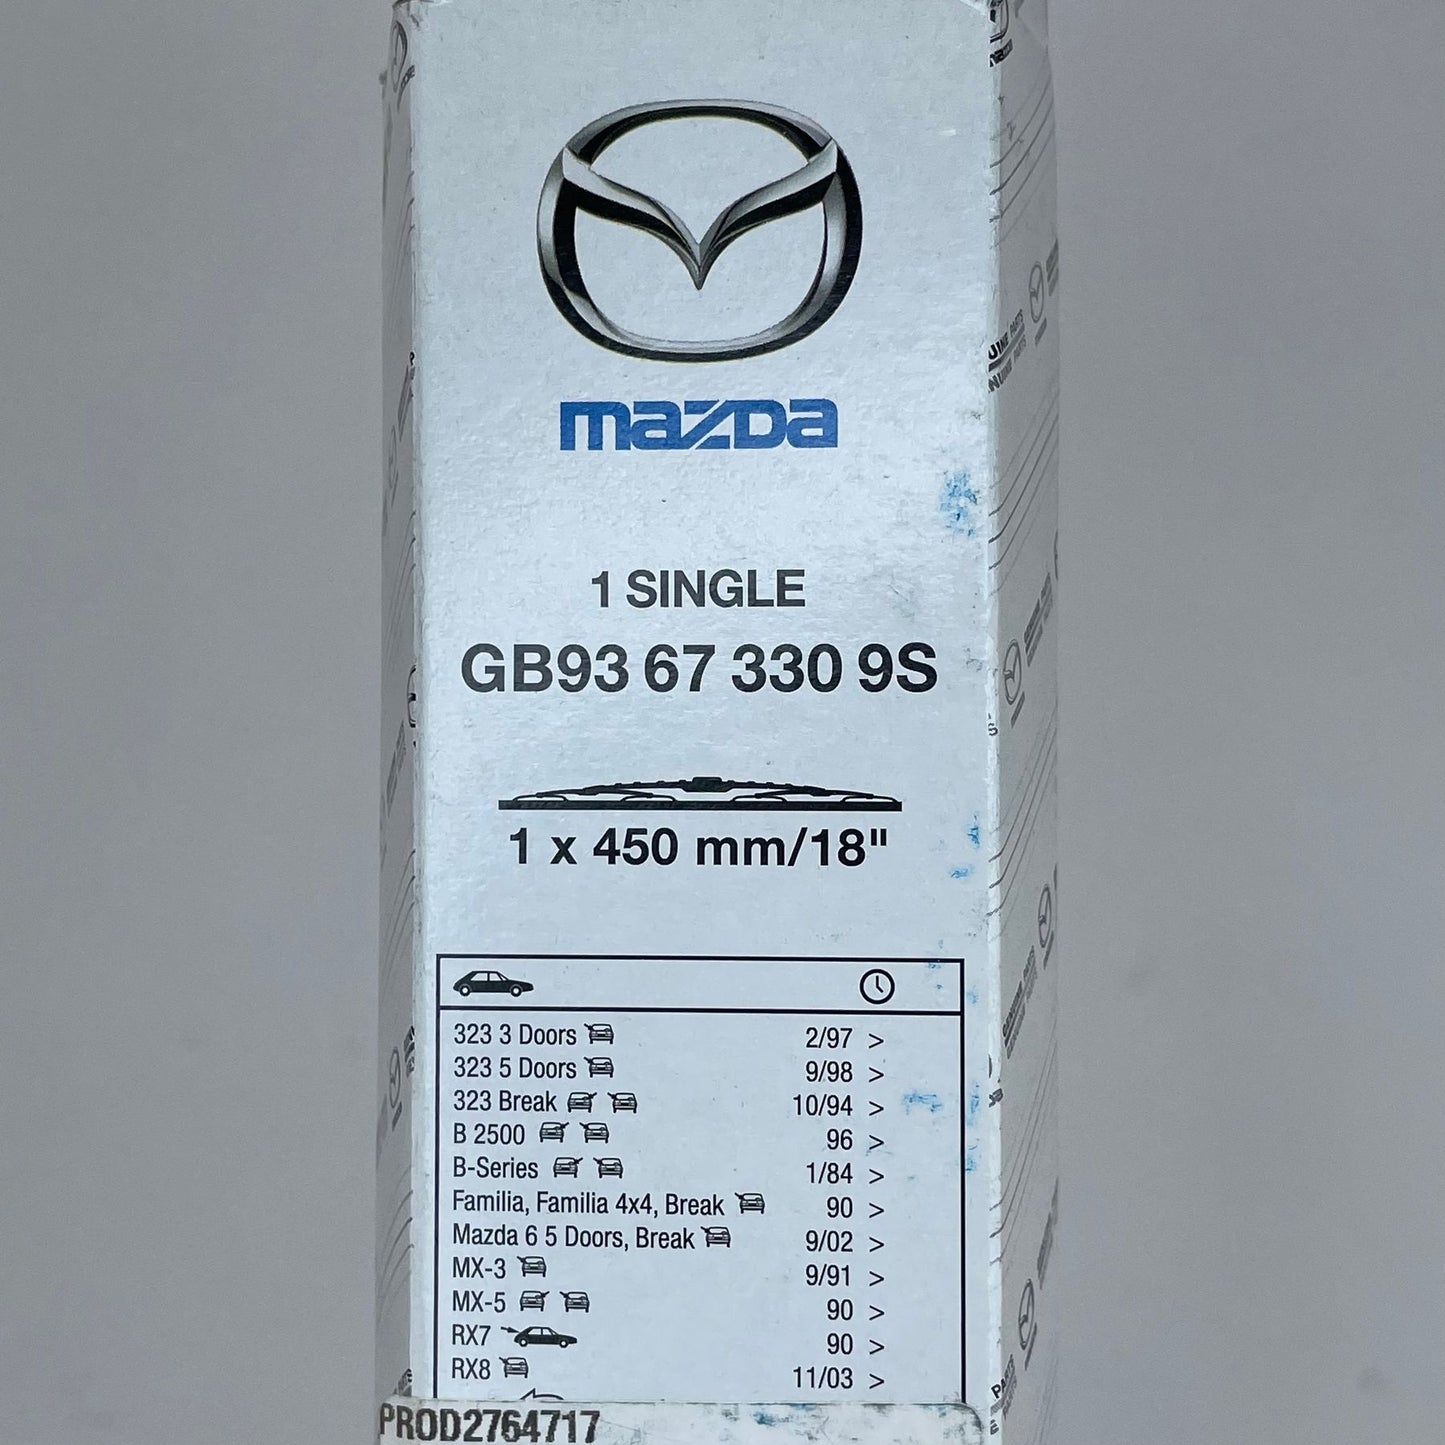 mazda
1 SINGLE
GB93 67 330 9S
1 x 450 mm/18"
323 3 Doors 2/97 >
323 5 Doors 9/98 >
323 Break 10/94 >
B 2500 96 >
B-Series 1/84 >
Familia, Familia 4x4, Break 90 >
Mazda 6 5 Doors, Break 9/02 >
MX-3 9/91 >
MX-5 90 >
RX7 90 >
RX8 11/03 >
PROD2764717